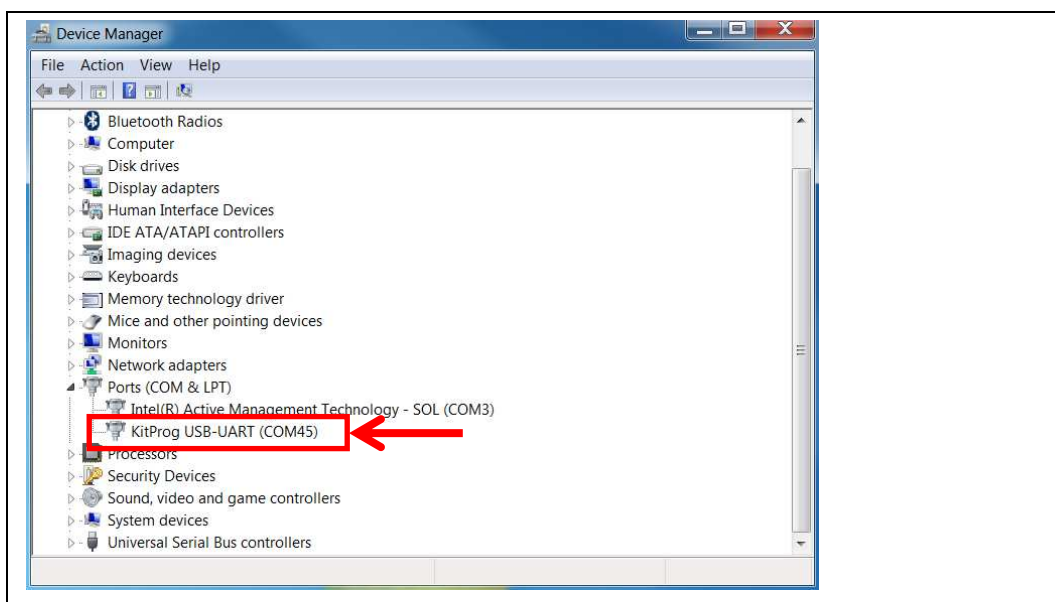 Device Manager
File Action View Help
Bluetooth Radios
Computer
Disk drives
Display adapters
Human Interface Devices
IDE ATA/ATAPI controllers
Imaging devices
Keyboards
Memory technology driver
Mice and other pointing devices
Monitors
Network adapters
Ports (COM & LPT)
Intel(R) Active Management Technology - SOL (COM3)
KitProg USB-UART (COM45)
Processors
Security Devices
Sound, video and game controllers
System devices
Universal Serial Bus controllers